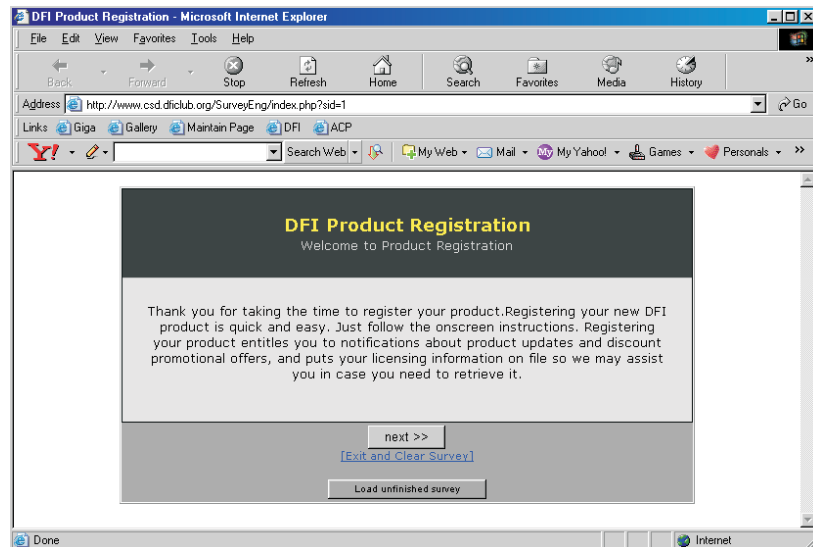 DFI Product Registration - Microsoft Internet Explorer
File Edit View Favorites Tools Help
Back Forward Stop Refresh Home Search Favorites Media History »
Address http://www.csd.dficlub.org/SurveyEng/index.php?sid=1 Go
Links Giga Gallery Maintain Page DFI ACP
Y! Search Web My Web Mail My My Yahoo! Games Personals »
DFI Product Registration
Welcome to Product Registration
Thank you for taking the time to register your product.Registering your new DFI
product is quick and easy. Just follow the onscreen instructions. Registering
your product entitles you to notifications about product updates and discount
promotional offers, and puts your licensing information on file so we may assist
you in case you need to retrieve it.
next >>
[Exit and Clear Survey]
Load unfinished survey
Done Internet